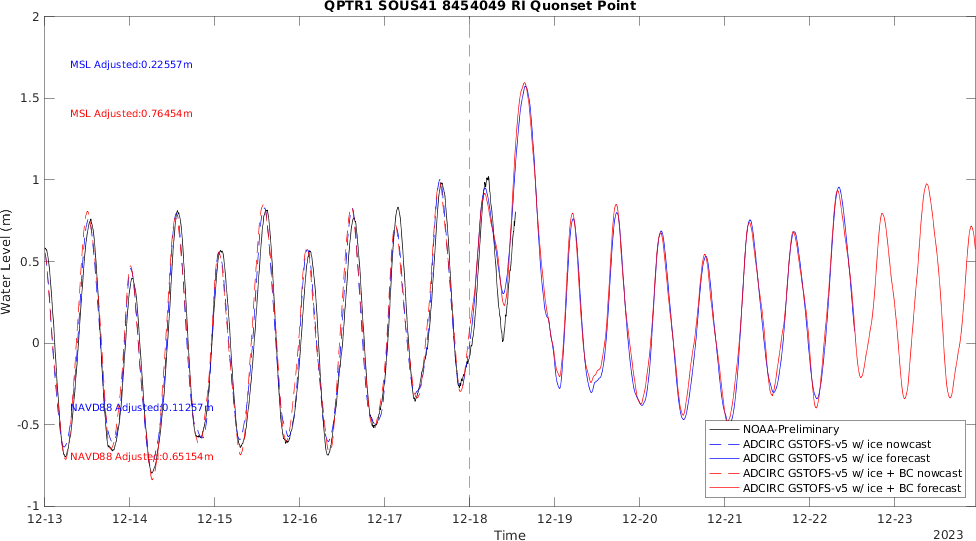 QPTR1 SOUS41 8454049 RI Quonset Point
2
1.5
1
0.5
0
-0.5
-1
Water Level (m)
MSL Adjusted:0.22557m
MSL Adjusted:0.76454m
NAVD88 Adjusted:0.11257m
NAVD88 Adjusted:0.65154m
NOAA-Preliminary
ADCIRC GSTOFS-v5 w/ ice nowcast
ADCIRC GSTOFS-v5 w/ ice forecast
ADCIRC GSTOFS-v5 w/ ice + BC nowcast
ADCIRC GSTOFS-v5 w/ ice + BC forecast
12-13 12-14 12-15 12-16 12-17 12-18 12-19 12-20 12-21 12-22 12-23
Time
2023